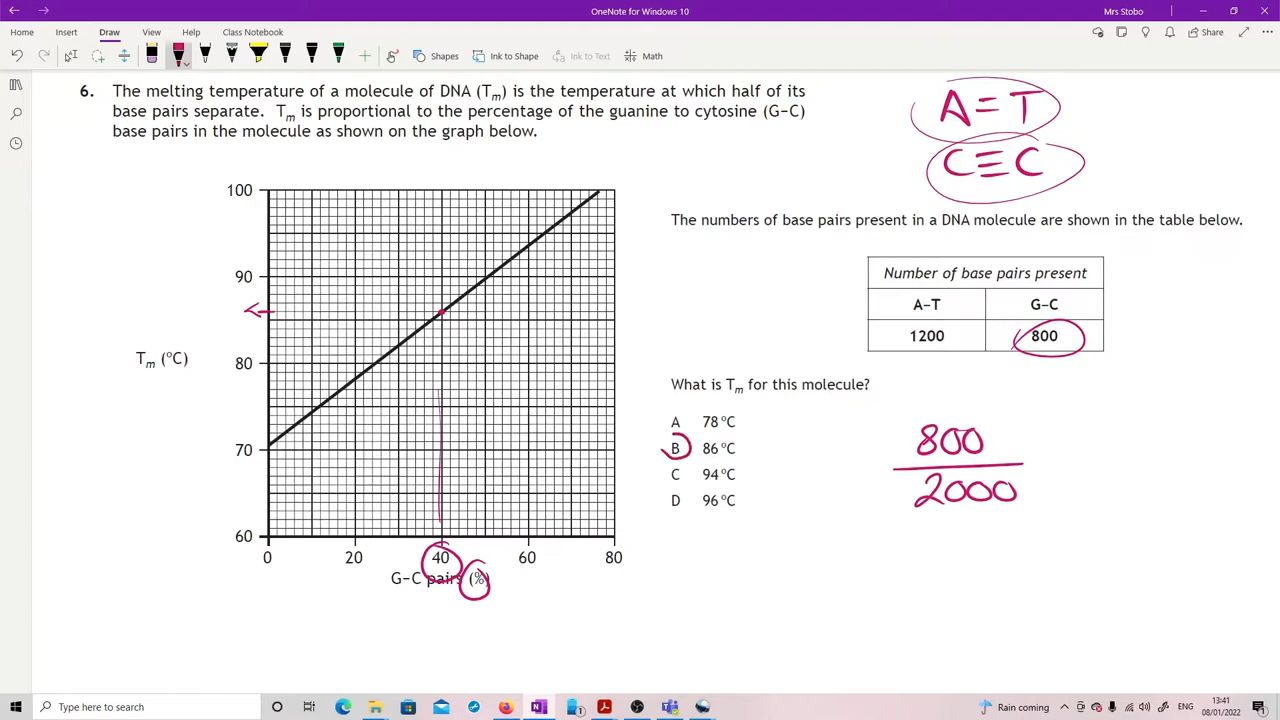 OneNote for Windows 10
Mrs Stobo
Home Insert Draw View Help Class Notebook
Share
Shapes Ink to Shape Ink to Text Math
6. The melting temperature of a molecule of DNA (Tm) is the temperature at which half of its
base pairs separate. Tm is proportional to the percentage of the guanine to cytosine (G–C)
base pairs in the molecule as shown on the graph below.
A = T
C ≡ C
100
90
80
70
60
Tm (°C)
0 20 40 60 80
G–C pairs (%)
The numbers of base pairs present in a DNA molecule are shown in the table below.
Number of base pairs present
A–T G–C
1200 800
What is Tm for this molecule?
A 78 °C
B 86 °C
C 94 °C
D 96 °C
800
2000
Type here to search
Rain coming
ENG
13:41
08/01/2022